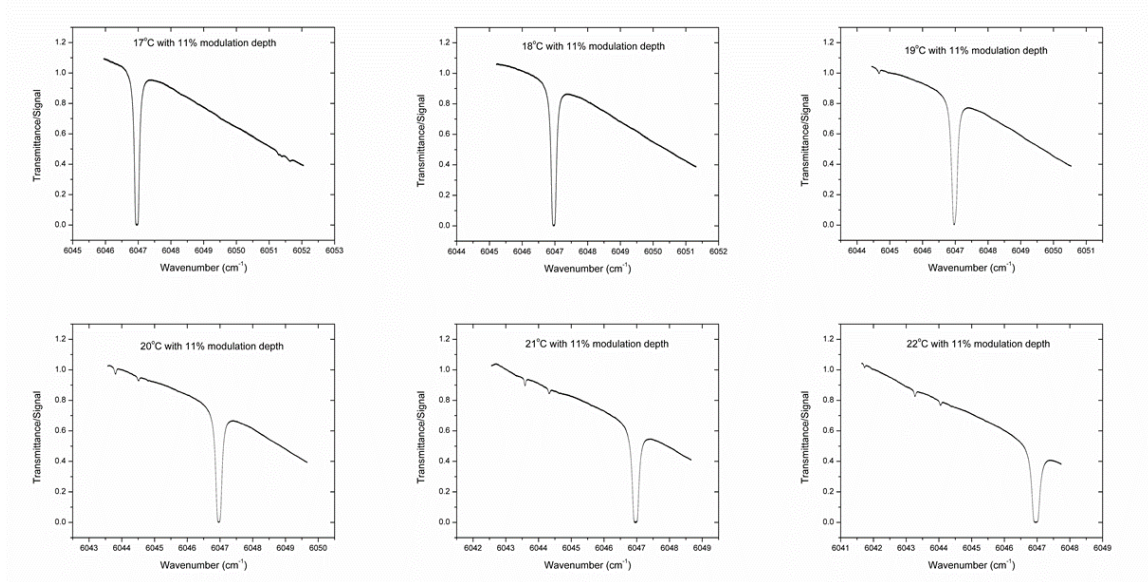 17°C with 11% modulation depth
Transmittance/Signal
1.2
1.0
0.8
0.6
0.4
0.2
0.0
6045 6046 6047 6048 6049 6050 6051 6052 6053
Wavenumber (cm⁻¹)
18°C with 11% modulation depth
Transmittance/Signal
1.2
1.0
0.8
0.6
0.4
0.2
0.0
6044 6045 6046 6047 6048 6049 6050 6051 6052
Wavenumber (cm⁻¹)
19°C with 11% modulation depth
Transmittance/Signal
1.2
1.0
0.8
0.6
0.4
0.2
0.0
6044 6045 6046 6047 6048 6049 6050 6051
Wavenumber (cm⁻¹)
20°C with 11% modulation depth
Transmittance/Signal
1.2
1.0
0.8
0.6
0.4
0.2
0.0
6043 6044 6045 6046 6047 6048 6049 6050
Wavenumber (cm⁻¹)
21°C with 11% modulation depth
Transmittance/Signal
1.2
1.0
0.8
0.6
0.4
0.2
0.0
6042 6043 6044 6045 6046 6047 6048 6049
Wavenumber (cm⁻¹)
22°C with 11% modulation depth
Transmittance/Signal
1.2
1.0
0.8
0.6
0.4
0.2
0.0
6041 6042 6043 6044 6045 6046 6047 6048 6049
Wavenumber (cm⁻¹)